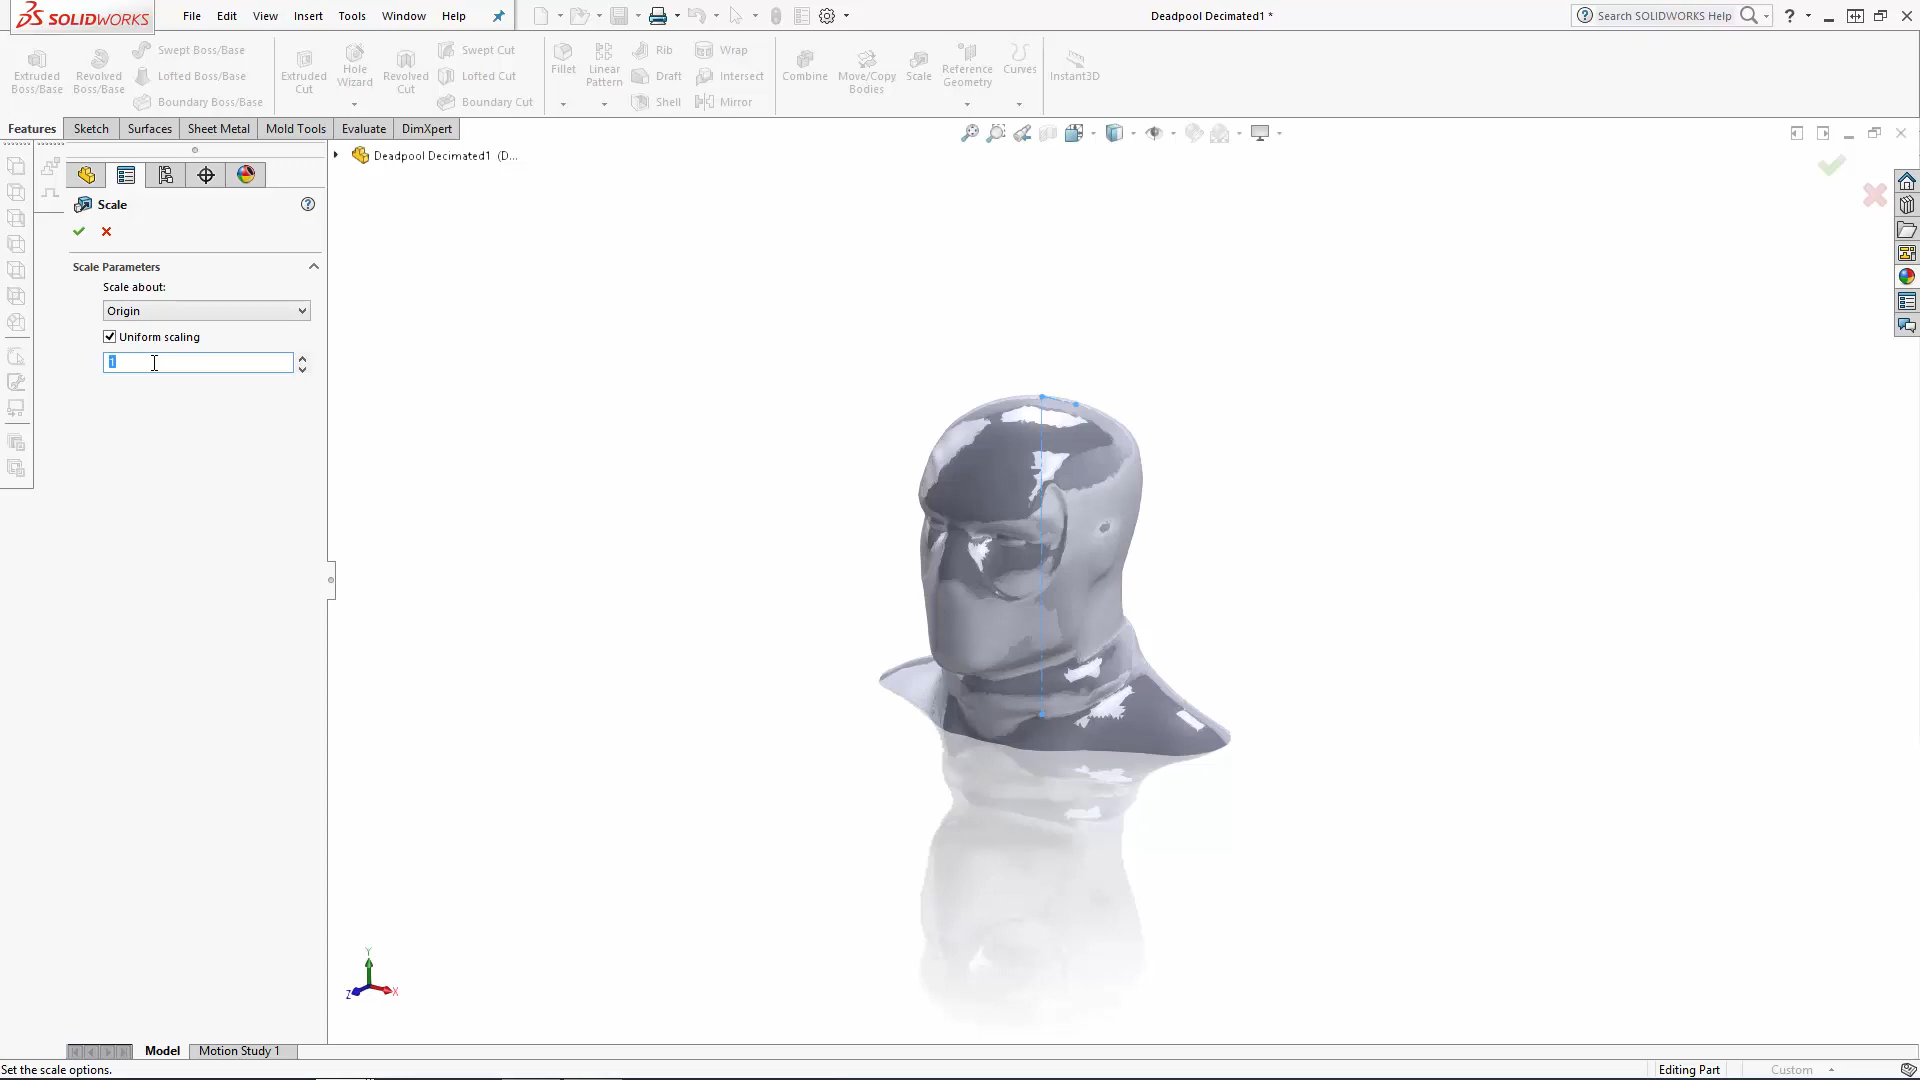 SOLIDWORKS
File Edit View Insert Tools Window Help
Deadpool Decimated1 *
Search SOLIDWORKS Help
Extruded Boss/Base
Revolved Boss/Base
Swept Boss/Base
Lofted Boss/Base
Boundary Boss/Base
Extruded Cut
Hole Wizard
Revolved Cut
Swept Cut
Lofted Cut
Boundary Cut
Fillet
Linear Pattern
Rib
Draft
Shell
Wrap
Intersect
Mirror
Combine
Move/Copy Bodies
Scale
Reference Geometry
Curves
Instant3D
Features Sketch Surfaces Sheet Metal Mold Tools Evaluate DimXpert
Deadpool Decimated1 (D...
Scale
Scale Parameters
Scale about:
Origin
Uniform scaling
1
Y
Z
X
Model Motion Study 1
Set the scale options.
Editing Part
Custom